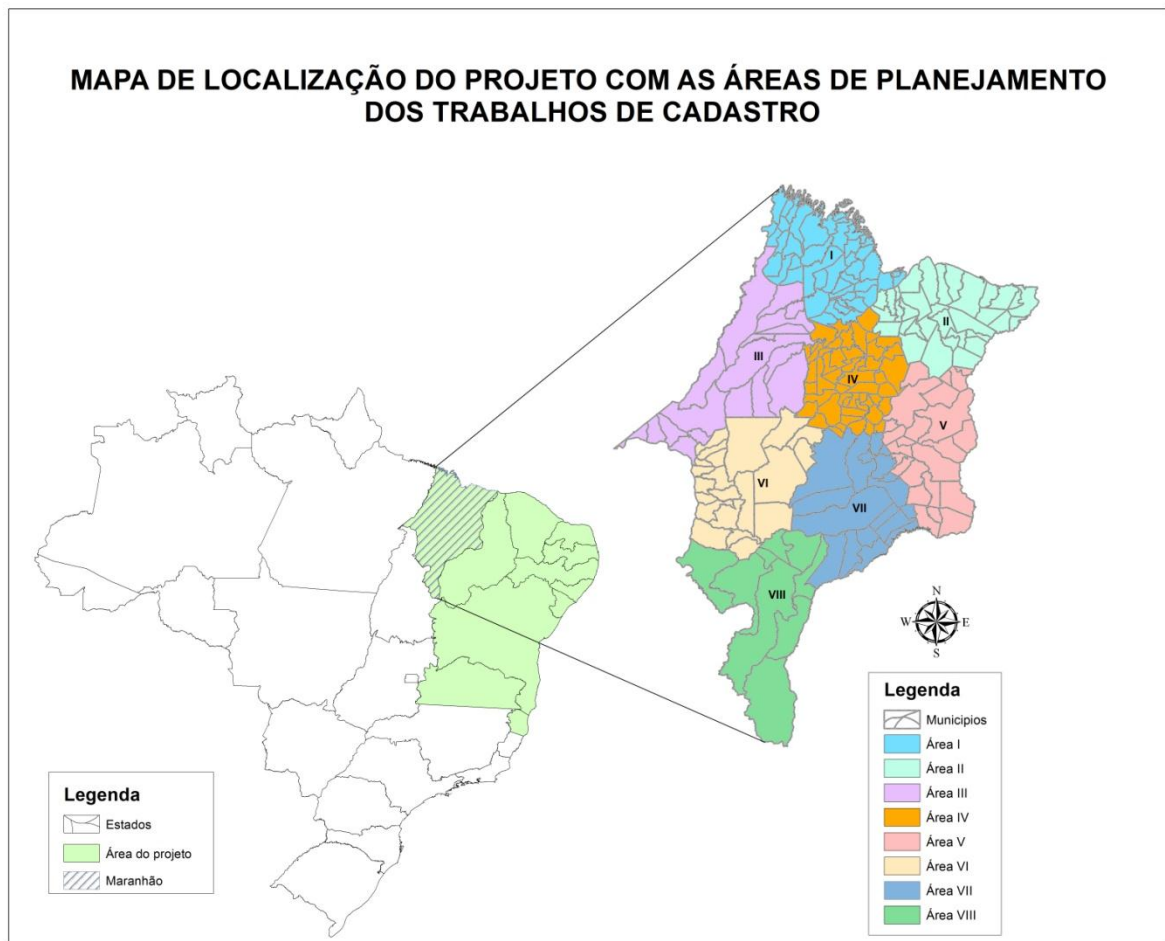 MAPA DE LOCALIZAÇÃO DO PROJETO COM AS ÁREAS DE PLANEJAMENTO
DOS TRABALHOS DE CADASTRO
I
II
III
IV
V
VI
VII
VIII
N
W
E
S
Legenda
Estados
Área do projeto
Maranhão
Legenda
Municipios
Área I
Área II
Área III
Área IV
Área V
Área VI
Área VII
Área VIII